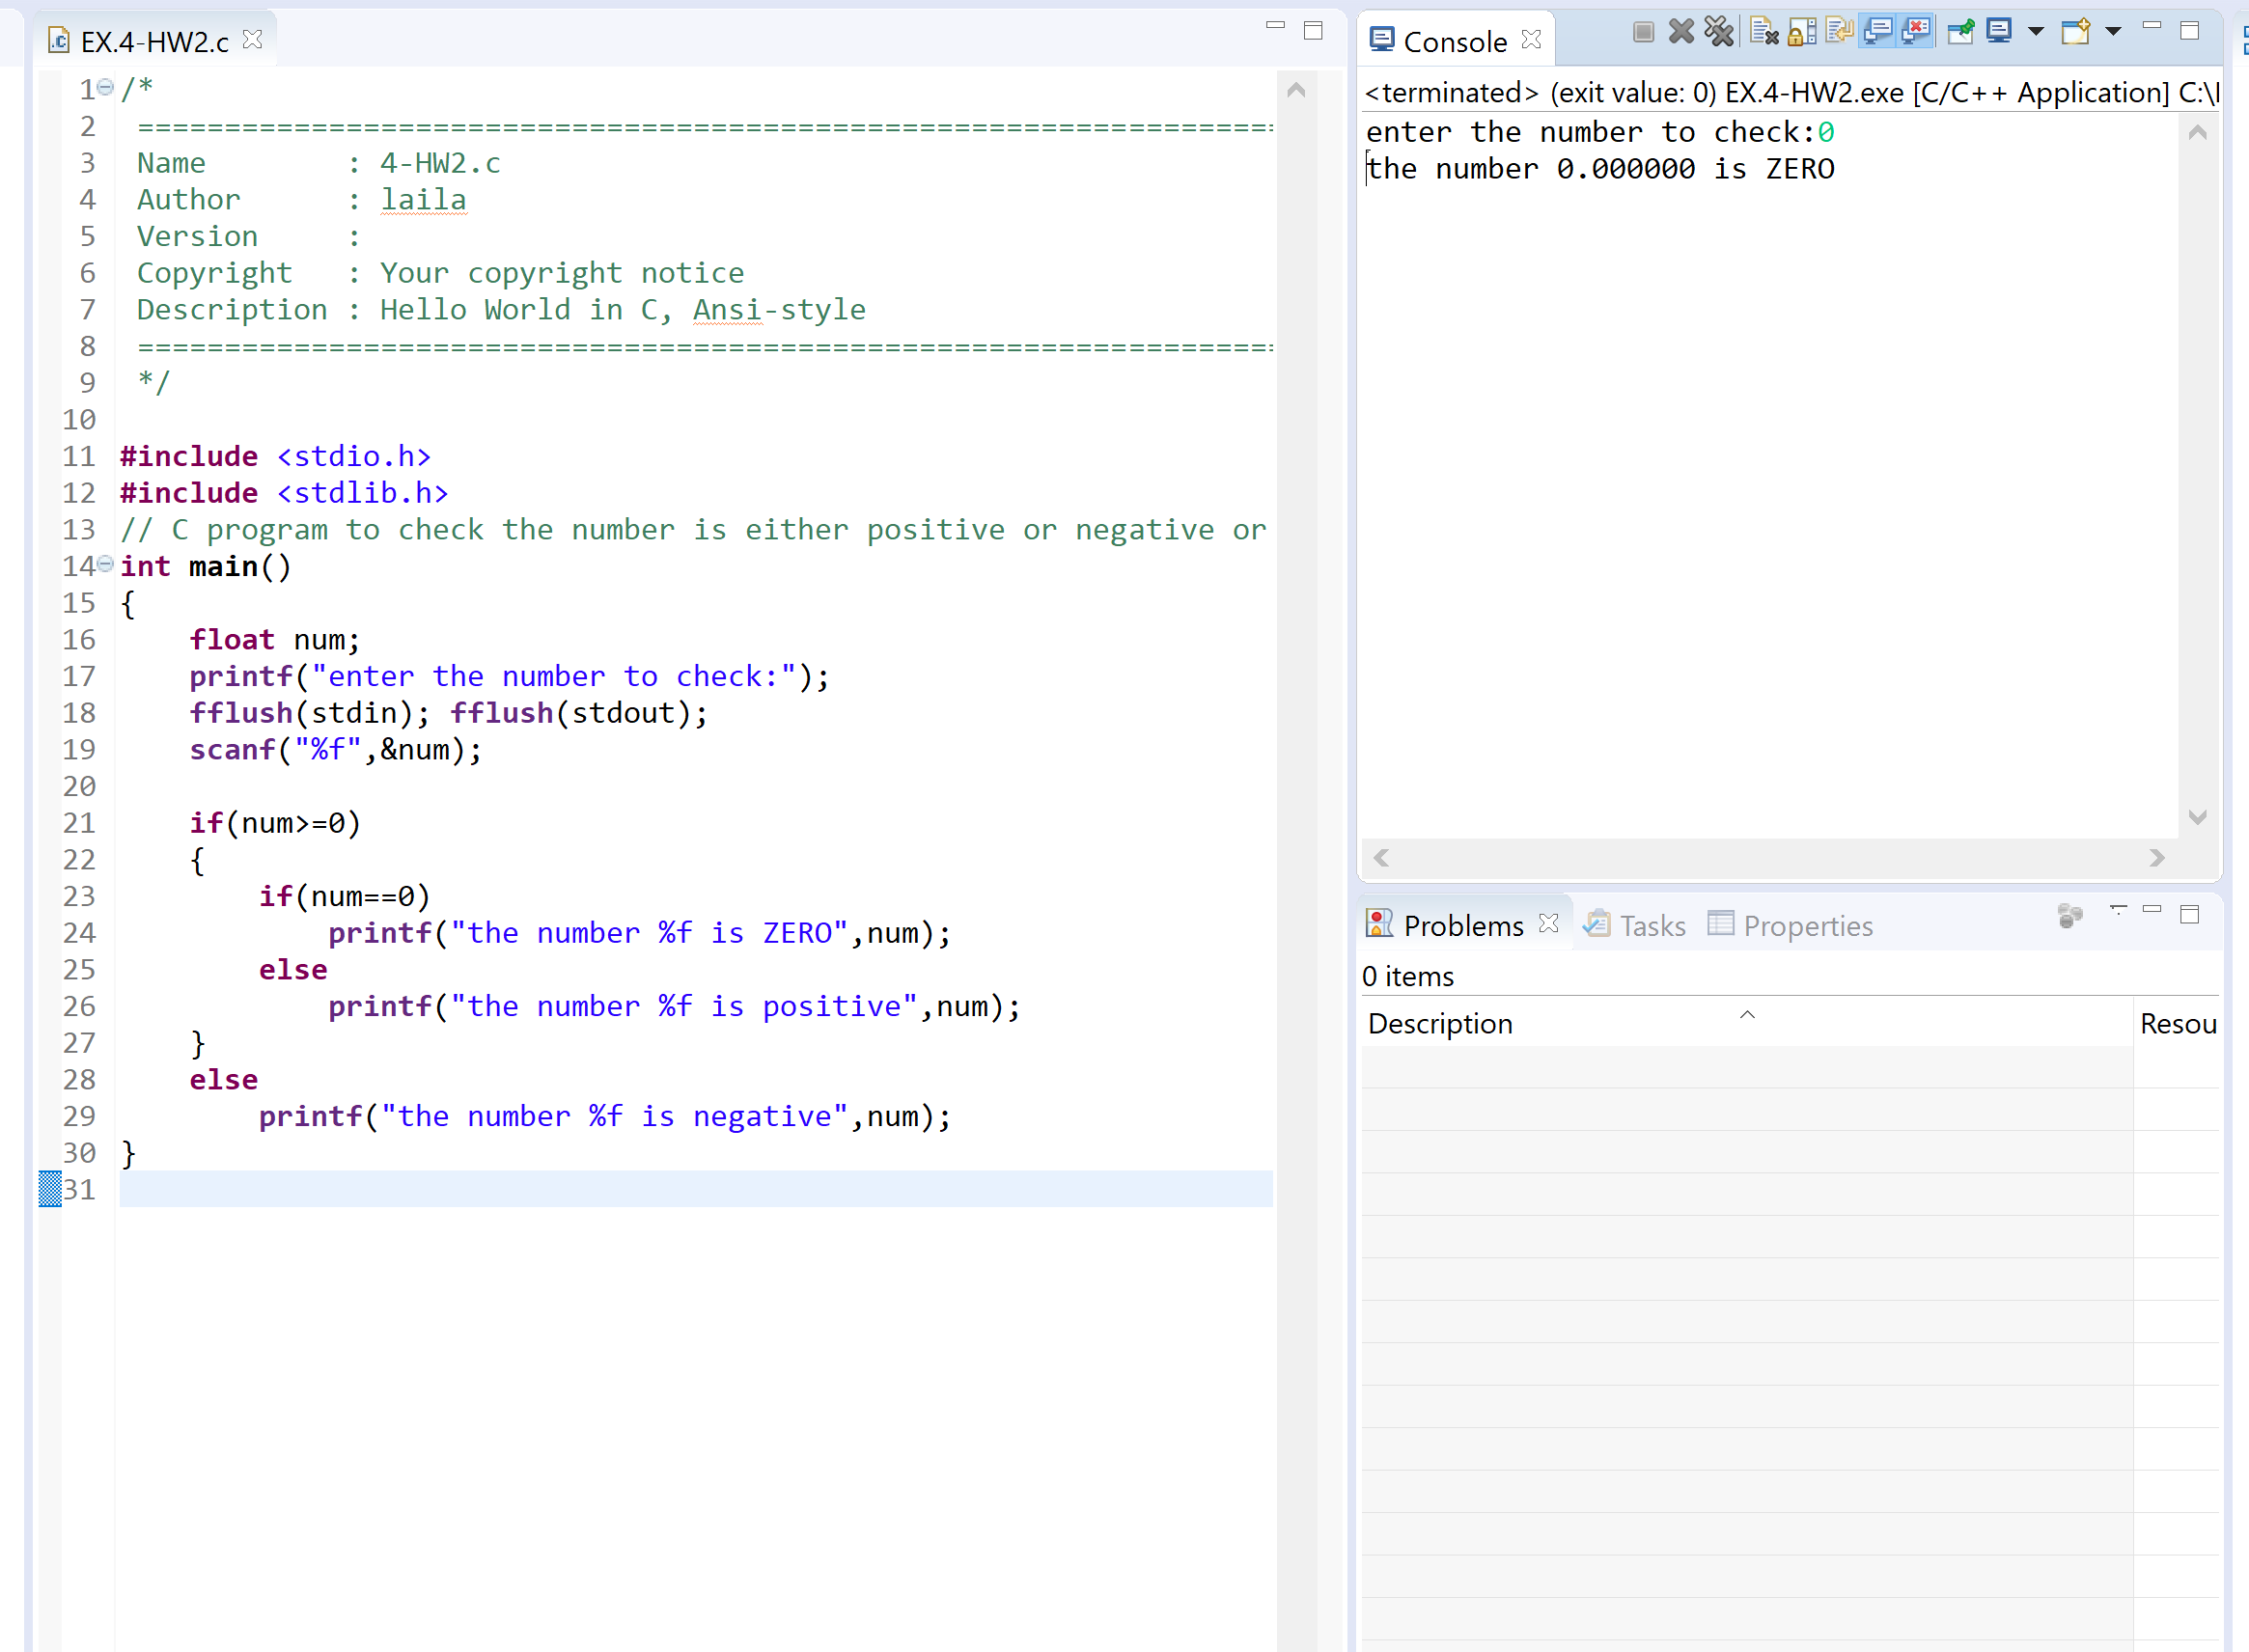 EX.4-HW2.c
1 /*
2 ==================================================================
3 Name        : 4-HW2.c
4 Author      : laila
5 Version     :
6 Copyright   : Your copyright notice
7 Description : Hello World in C, Ansi-style
8 ==================================================================
9 */
10
11 #include <stdio.h>
12 #include <stdlib.h>
13 // C program to check the number is either positive or negative or
14 int main()
15 {
16     float num;
17     printf("enter the number to check:");
18     fflush(stdin); fflush(stdout);
19     scanf("%f",&num);
20
21     if(num>=0)
22     {
23         if(num==0)
24             printf("the number %f is ZERO",num);
25         else
26             printf("the number %f is positive",num);
27     }
28     else
29         printf("the number %f is negative",num);
30 }
31
Console
<terminated> (exit value: 0) EX.4-HW2.exe [C/C++ Application] C:\
enter the number to check:0
the number 0.000000 is ZERO
Problems Tasks Properties
0 items
Description Resou